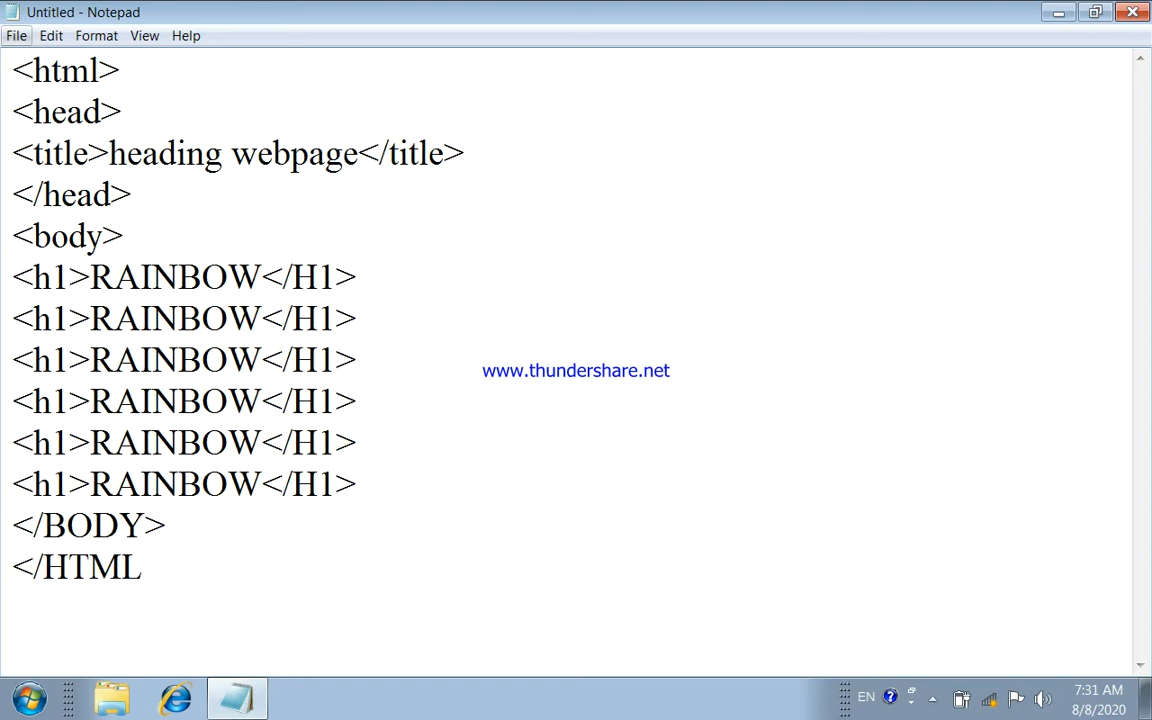 Untitled - Notepad
File Edit Format View Help
<html>
<head>
<title>heading webpage</title>
</head>
<body>
<h1>RAINBOW</H1>
<h1>RAINBOW</H1>
<h1>RAINBOW</H1>
<h1>RAINBOW</H1>
<h1>RAINBOW</H1>
<h1>RAINBOW</H1>
</BODY>
</HTML
www.thundershare.net
EN
7:31 AM
8/8/2020